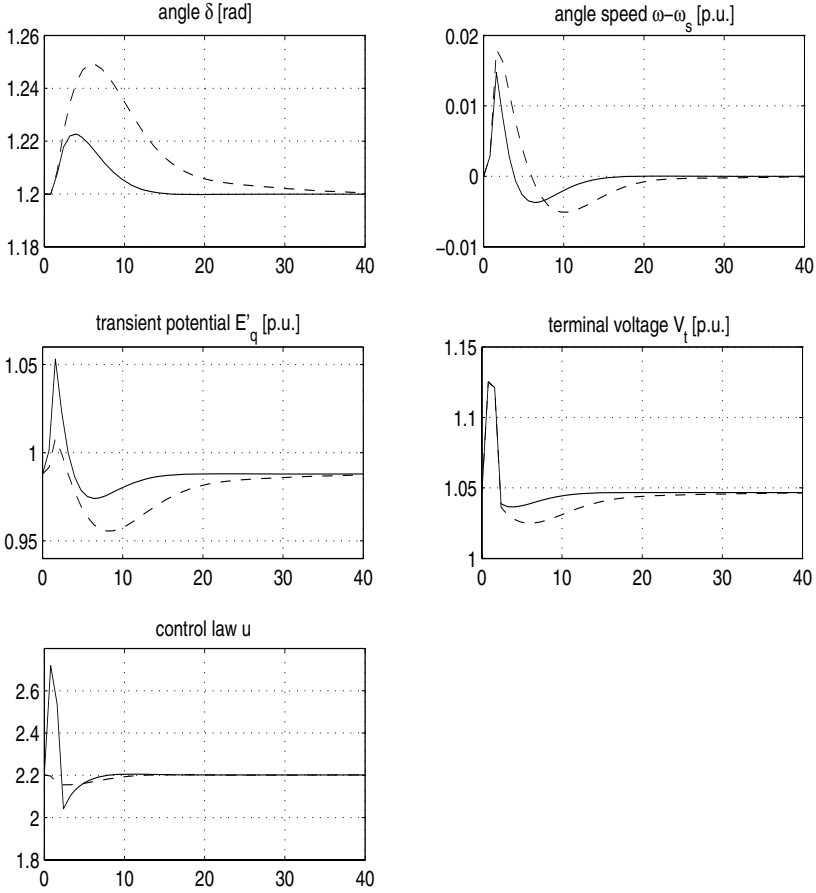 angle δ [rad]
1.26
1.24
1.22
1.2
1.18
0 10 20 30 40
angle speed ω−ωs [p.u.]
0.02
0.01
0
−0.01
0 10 20 30 40
transient potential E'q [p.u.]
1.05
1
0.95
0 10 20 30 40
terminal voltage Vt [p.u.]
1.15
1.1
1.05
1
0 10 20 30 40
control law u
2.6
2.4
2.2
2
1.8
0 10 20 30 40